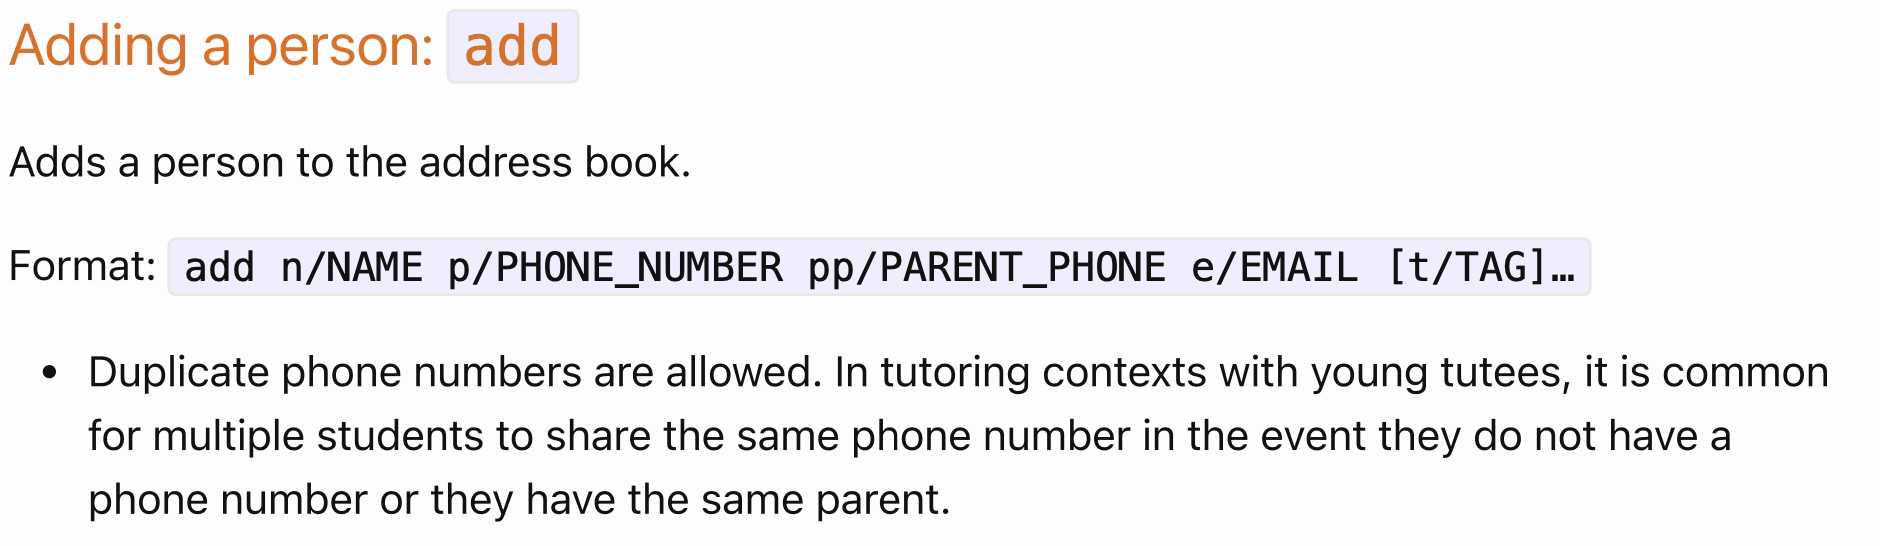 Adding a person: add
Adds a person to the address book.
Format: add n/NAME p/PHONE_NUMBER pp/PARENT_PHONE e/EMAIL [t/TAG]…
• Duplicate phone numbers are allowed. In tutoring contexts with young tutees, it is common
for multiple students to share the same phone number in the event they do not have a
phone number or they have the same parent.